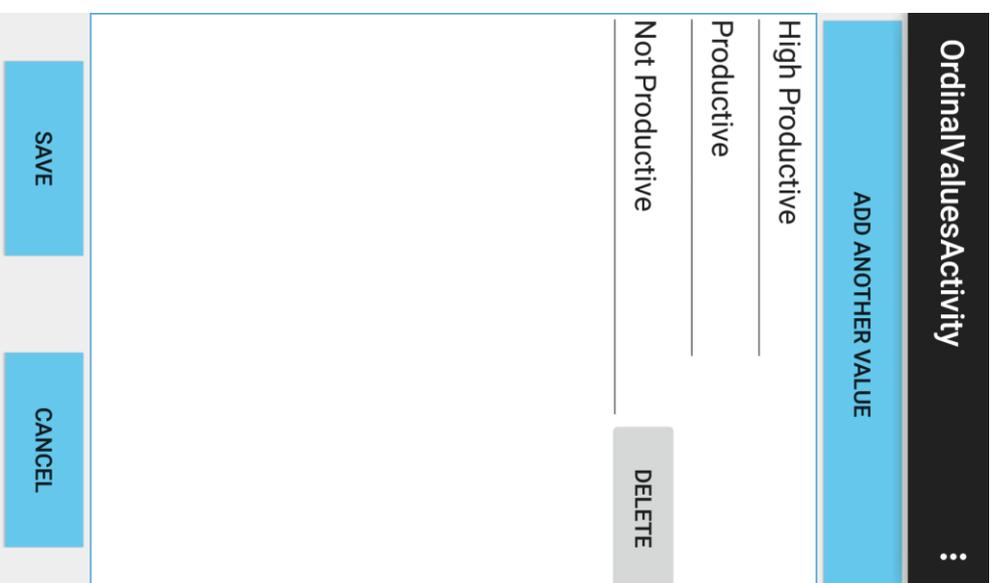 OrdinalValuesActivity
ADD ANOTHER VALUE
High Productive
Productive
Not Productive
DELETE
SAVE
CANCEL